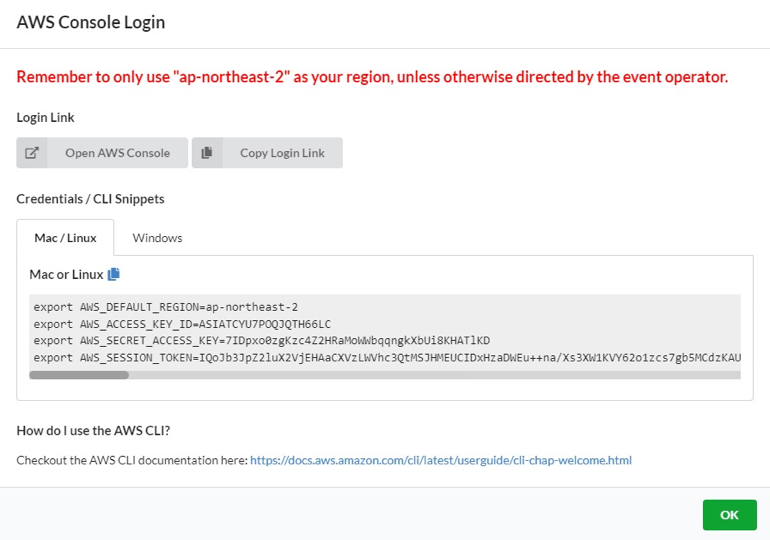 AWS Console Login
Remember to only use "ap-northeast-2" as your region, unless otherwise directed by the event operator.
Login Link
Open AWS Console
Copy Login Link
Credentials / CLI Snippets
Mac / Linux
Windows
Mac or Linux
export AWS_DEFAULT_REGION=ap-northeast-2
export AWS_ACCESS_KEY_ID=ASIATCYU7POQJQTH66LC
export AWS_SECRET_ACCESS_KEY=7IDpxo0zgKzc4Z2HRaMoWWbqqngkXbUi8KHATlKD
export AWS_SESSION_TOKEN=IQoJb3JpZ2luX2VjEHAaCXVzLWVhc3QtMSJHMEUCIDxHzaDWEu++na/Xs3XW1KVY62o1zcs7gb5MCdzKAU
How do I use the AWS CLI?
Checkout the AWS CLI documentation here: https://docs.aws.amazon.com/cli/latest/userguide/cli-chap-welcome.html
OK